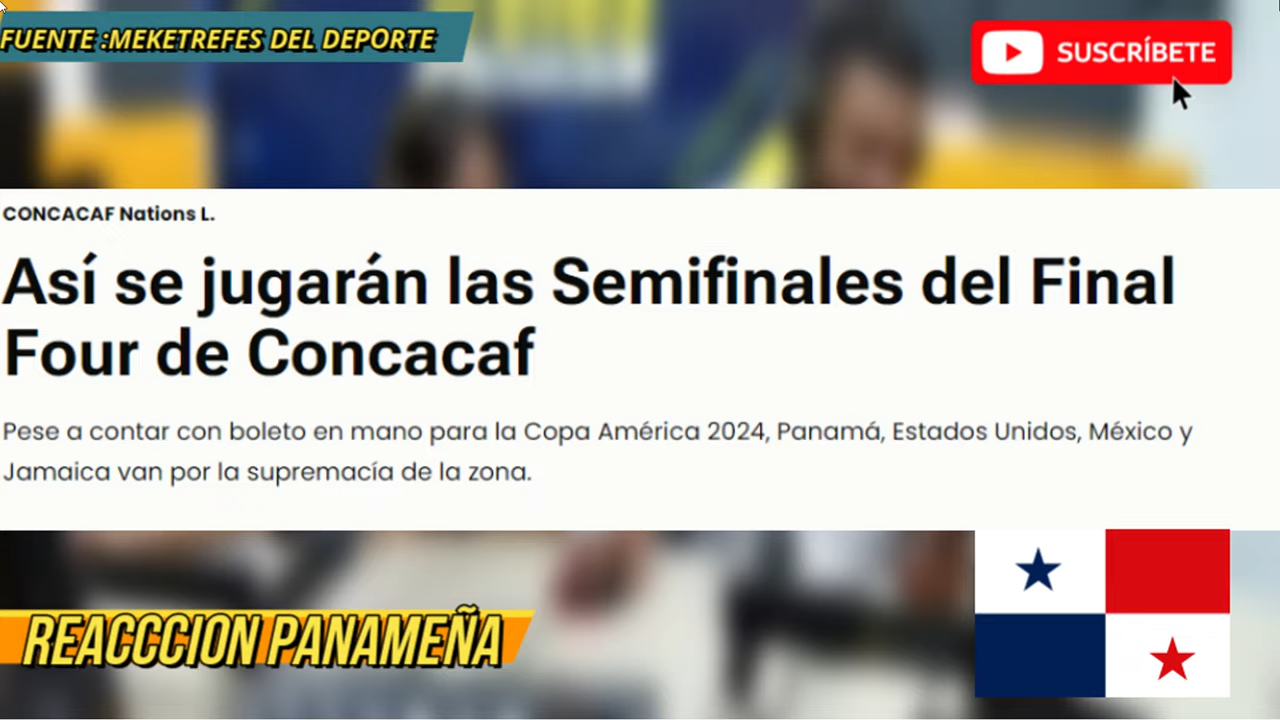 FUENTE :MEKETREFES DEL DEPORTE
SUSCRÍBETE
CONCACAF Nations L.
Así se jugarán las Semifinales del Final
Four de Concacaf
Pese a contar con boleto en mano para la Copa América 2024, Panamá, Estados Unidos, México y
Jamaica van por la supremacía de la zona.
REACCCION PANAMEÑA